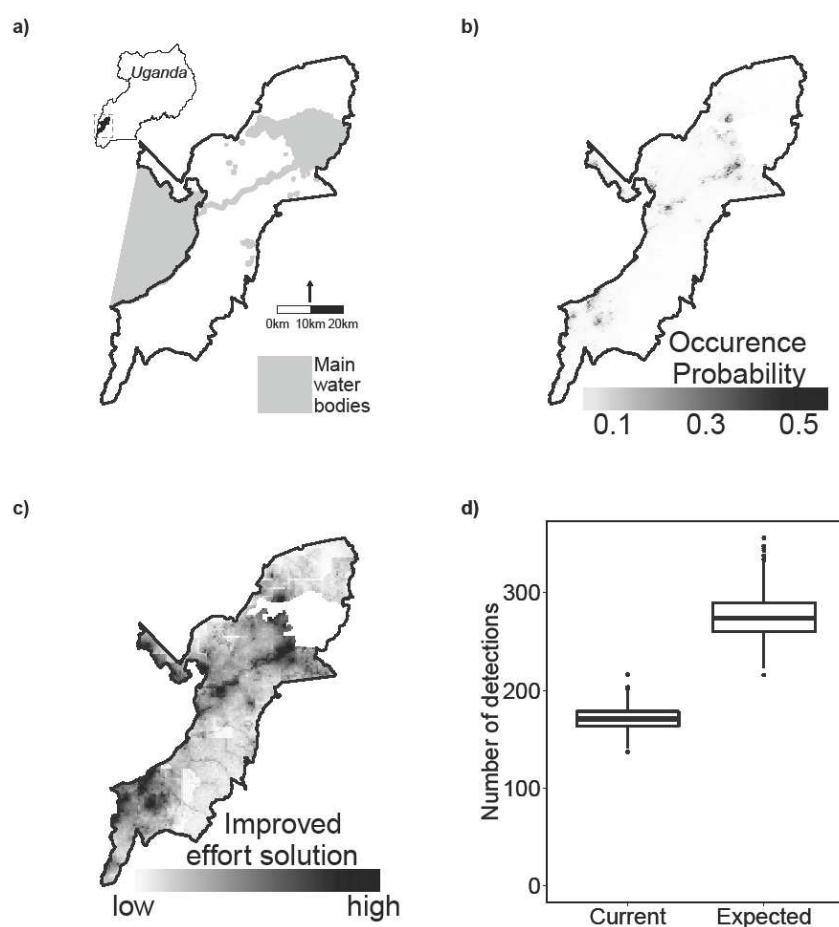 a)
Uganda
0km 10km 20km
Main
water
bodies
b)
Occurence
Probability
0.1 0.3 0.5
c)
Improved
effort solution
low high
d)
Number of detections
300
200
100
0
Current Expected